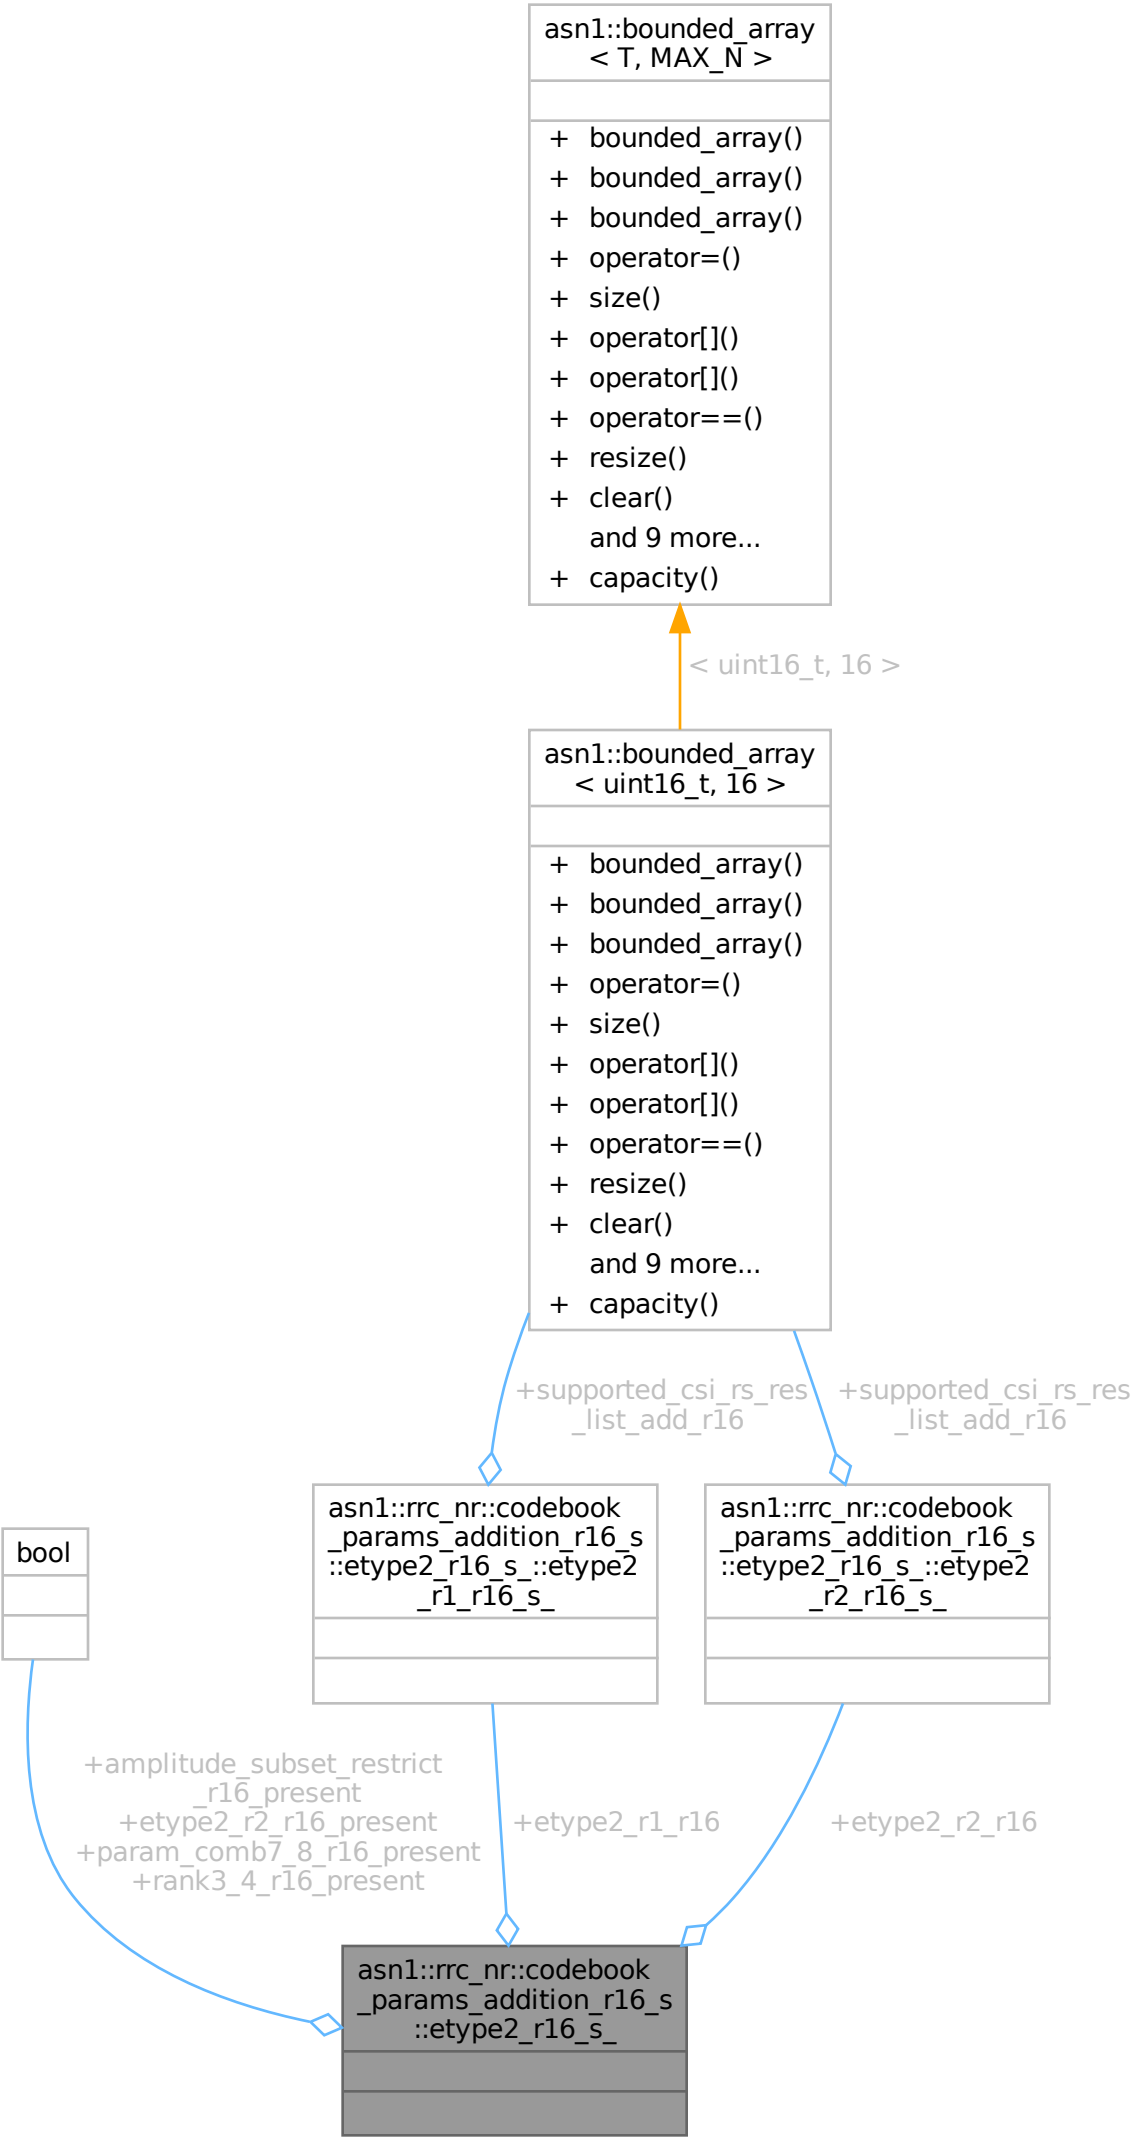 asn1::bounded_array
< T, MAX_N >
+ bounded_array()
+ bounded_array()
+ bounded_array()
+ operator=()
+ size()
+ operator[]()
+ operator[]()
+ operator==()
+ resize()
+ clear()
and 9 more...
+ capacity()
< uint16_t, 16 >
asn1::bounded_array
< uint16_t, 16 >
+ bounded_array()
+ bounded_array()
+ bounded_array()
+ operator=()
+ size()
+ operator[]()
+ operator[]()
+ operator==()
+ resize()
+ clear()
and 9 more...
+ capacity()
+supported_csi_rs_res
_list_add_r16
+supported_csi_rs_res
_list_add_r16
asn1::rrc_nr::codebook
_params_addition_r16_s
::etype2_r16_s_::etype2
_r1_r16_s_
asn1::rrc_nr::codebook
_params_addition_r16_s
::etype2_r16_s_::etype2
_r2_r16_s_
bool
+amplitude_subset_restrict
_r16_present
+etype2_r2_r16_present
+param_comb7_8_r16_present
+rank3_4_r16_present
+etype2_r1_r16
+etype2_r2_r16
asn1::rrc_nr::codebook
_params_addition_r16_s
::etype2_r16_s_